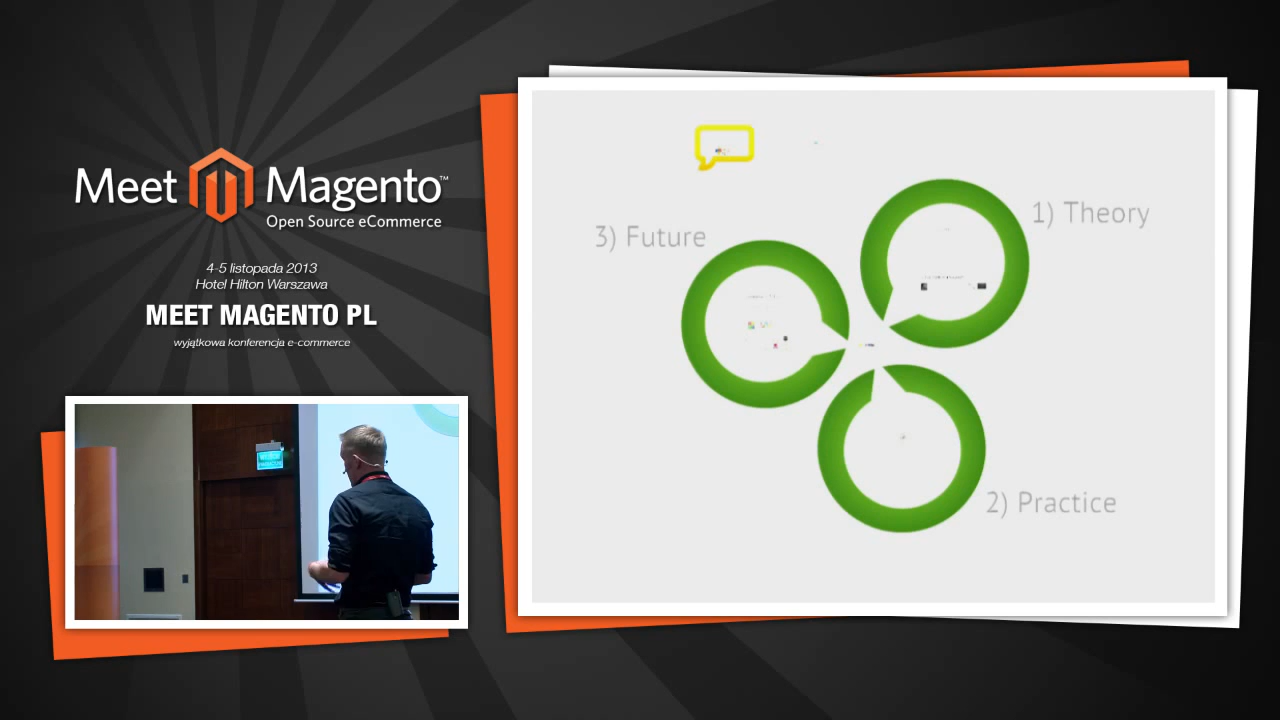 Meet Magento™
Open Source eCommerce
4-5 listopada 2013
Hotel Hilton Warszawa
MEET MAGENTO PL
wyjątkowa konferencja e-commerce
1) Theory
3) Future
2) Practice